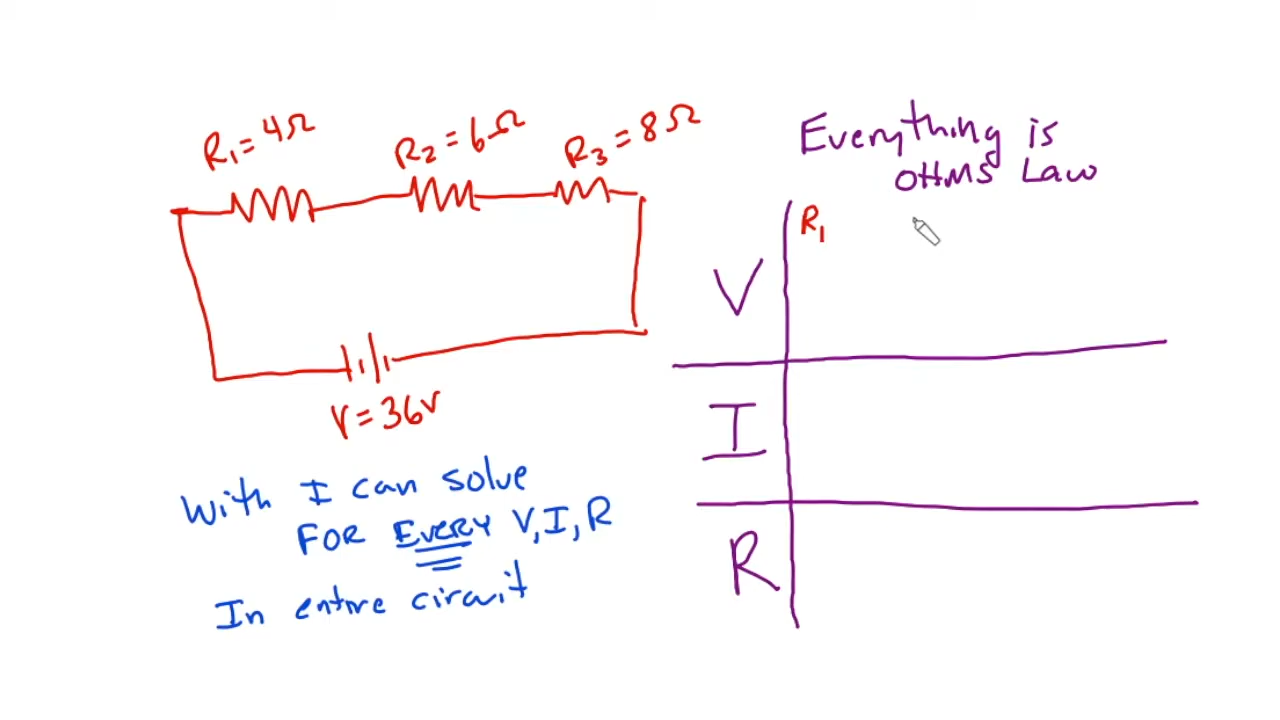 R₁ = 4Ω
R₂ = 6Ω
R₃ = 8Ω
V = 36V
With I can solve
FOR EVERY V, I, R
In entire circuit
Everything is
OHMS Law
R₁
V
I
R